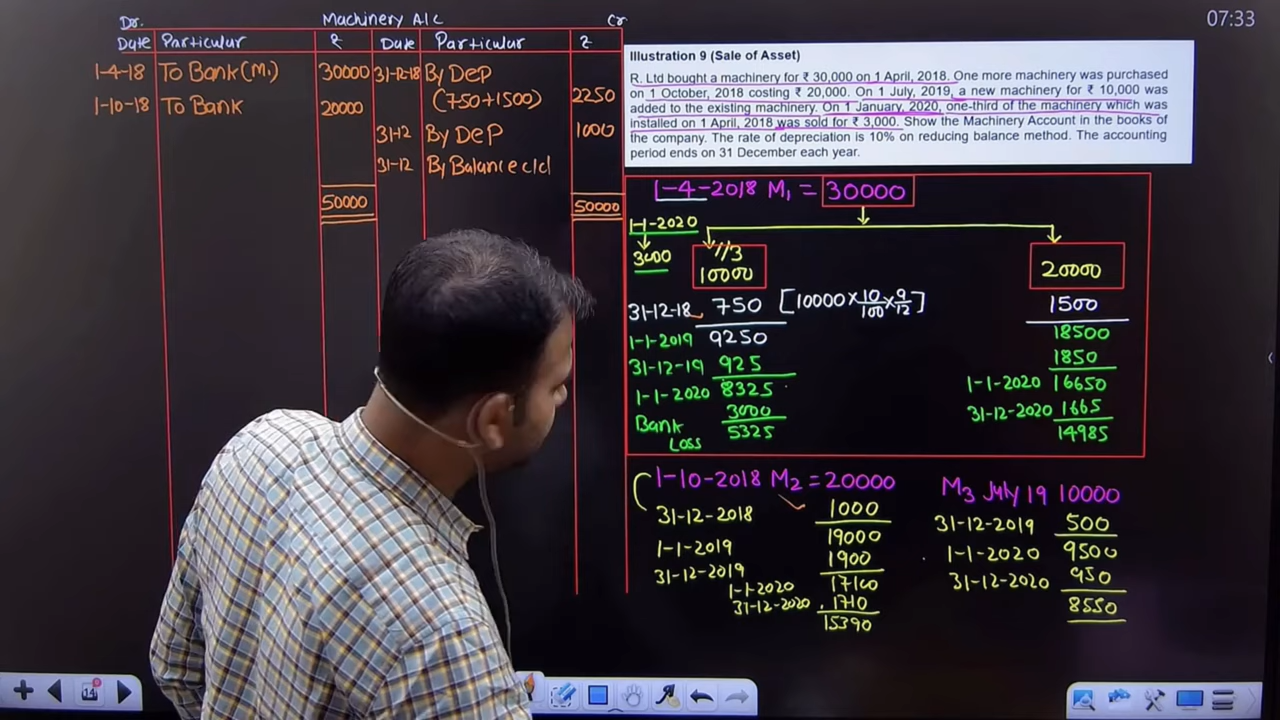 07:33
Dr. Machinery A/c Cr
Date Particular ₹ Date Particular ₹
1-4-18 To Bank (M₁) 30000 31-12-18 By Dep
1-10-18 To Bank 20000 (750+1500) 2250
31-12 By Dep 1000
31-12 By Balance c/d
50000 50000
Illustration 9 (Sale of Asset)
R. Ltd bought a machinery for ₹ 30,000 on 1 April, 2018. One more machinery was purchased
on 1 October, 2018 costing ₹ 20,000. On 1 July, 2019, a new machinery for ₹ 10,000 was
added to the existing machinery. On 1 January, 2020, one-third of the machinery which was
installed on 1 April, 2018 was sold for ₹ 3,000. Show the Machinery Account in the books of
the company. The rate of depreciation is 10% on reducing balance method. The accounting
period ends on 31 December each year.
1-4-2018 M₁ = 30000
1-1-2020
3000
1/3
10000
20000
31-12-18 750 [10000×10/100×9/12]
1-1-2019 9250
31-12-19 925
1-1-2020 8325
Bank 3000
Loss 5325
1500
18500
1850
1-1-2020 16650
31-12-2020 1665
14985
1-10-2018 M₂ = 20000
31-12-2018 1000
1-1-2019 19000
31-12-2019 1900
1-1-2020 17100
31-12-2020 1710
15390
M₃ July 19 10000
31-12-2019 500
1-1-2020 9500
31-12-2020 950
8550
14